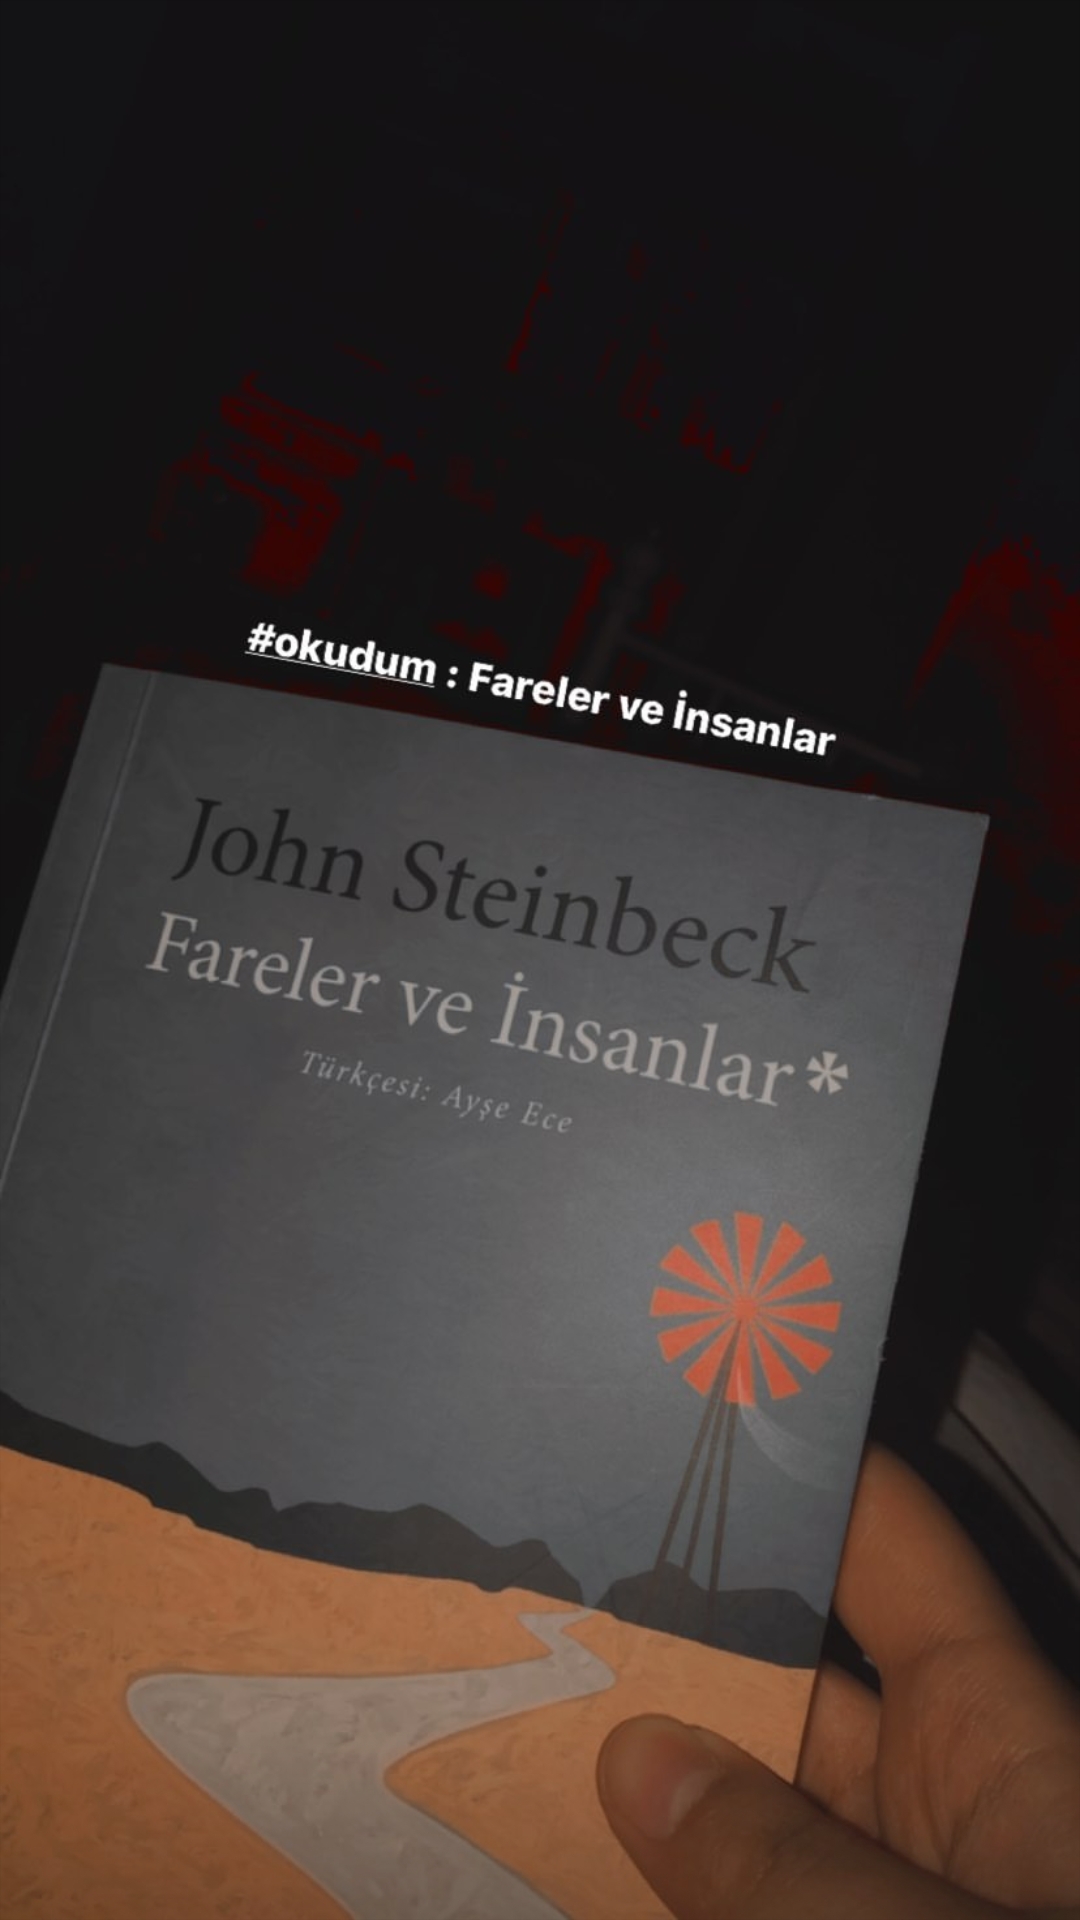 #okudum : Fareler ve İnsanlar
John Steinbeck
Fareler ve İnsanlar*
Türkçesi: Ayşe Ece